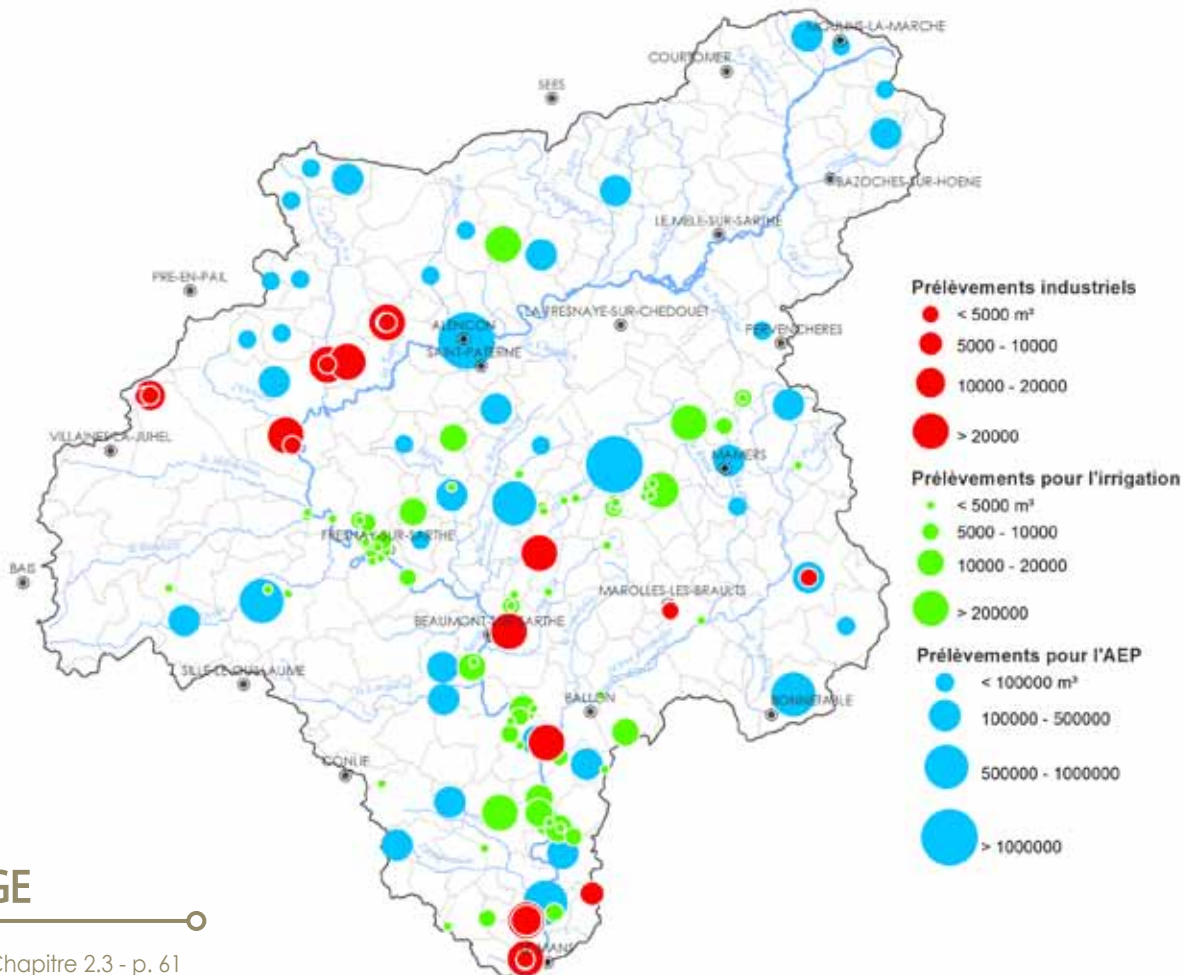 MOULINS-LA-MARCHE
COURTOMER
SEES
BAZOCHES-SUR-HOENE
LE MELE-SUR-SARTHE
PRE-EN-PAIL
LA FRESNAYE-SUR-CHEDOUET
ALENCON
PERVENCHERES
SAINT-PATERNE
VILLAINES-LA-JUHEL
MAMERS
FRESNAY-SUR-SARTHE
BAIS
MAROLLES-LES-BRAULTS
BEAUMONT-SUR-SARTHE
SILLE-LE-GUILLAUME
BALLON
BONNETABLE
CONLIE
LE MANS
Prélèvements industriels
< 5000 m³
5000 - 10000
10000 - 20000
> 20000
Prélèvements pour l'irrigation
< 5000 m³
5000 - 10000
10000 - 20000
> 200000
Prélèvements pour l'AEP
< 100000 m³
100000 - 500000
500000 - 1000000
> 1000000
GE
Chapitre 2.3 - p. 61